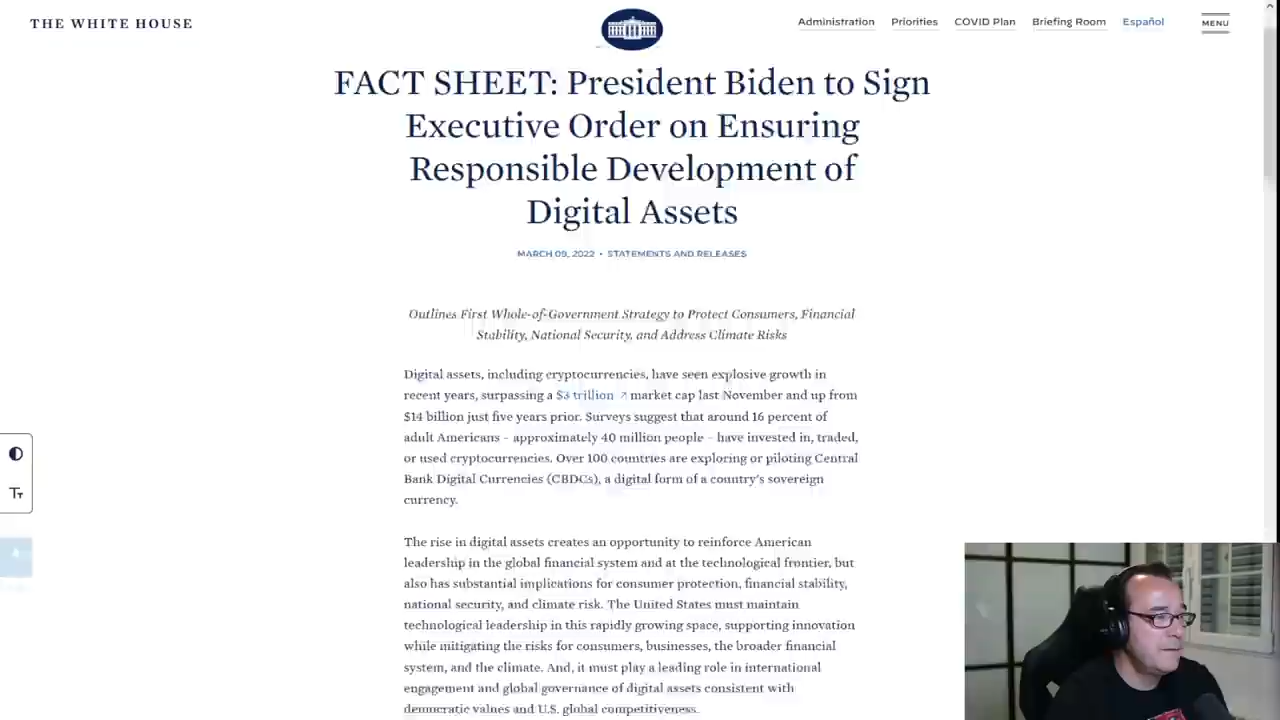 THE WHITE HOUSE
Administration
Priorities
COVID Plan
Briefing Room
Español
MENU
FACT SHEET: President Biden to Sign
Executive Order on Ensuring
Responsible Development of
Digital Assets
MARCH 09, 2022 • STATEMENTS AND RELEASES
Outlines First Whole-of-Government Strategy to Protect Consumers, Financial
Stability, National Security, and Address Climate Risks
Digital assets, including cryptocurrencies, have seen explosive growth in
recent years, surpassing a $3 trillion ↗ market cap last November and up from
$14 billion just five years prior. Surveys suggest that around 16 percent of
adult Americans – approximately 40 million people – have invested in, traded,
or used cryptocurrencies. Over 100 countries are exploring or piloting Central
Bank Digital Currencies (CBDCs), a digital form of a country's sovereign
currency.
The rise in digital assets creates an opportunity to reinforce American
leadership in the global financial system and at the technological frontier, but
also has substantial implications for consumer protection, financial stability,
national security, and climate risk. The United States must maintain
technological leadership in this rapidly growing space, supporting innovation
while mitigating the risks for consumers, businesses, the broader financial
system, and the climate. And, it must play a leading role in international
engagement and global governance of digital assets consistent with
democratic values and U.S. global competitiveness.
Tт